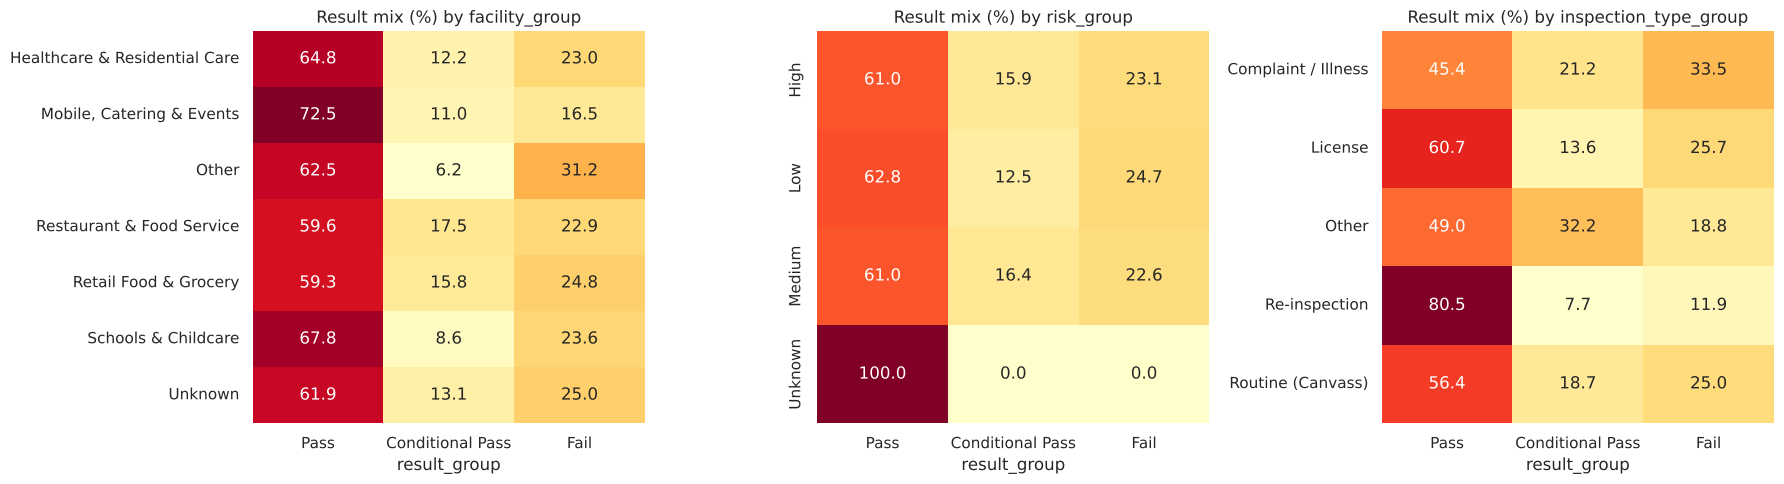 Result mix (%) by facility_group
Healthcare & Residential Care 64.8 12.2 23.0
Mobile, Catering & Events 72.5 11.0 16.5
Other 62.5 6.2 31.2
Restaurant & Food Service 59.6 17.5 22.9
Retail Food & Grocery 59.3 15.8 24.8
Schools & Childcare 67.8 8.6 23.6
Unknown 61.9 13.1 25.0
Pass Conditional Pass Fail
result_group
Result mix (%) by risk_group
High 61.0 15.9 23.1
Low 62.8 12.5 24.7
Medium 61.0 16.4 22.6
Unknown 100.0 0.0 0.0
Pass Conditional Pass Fail
result_group
Result mix (%) by inspection_type_group
Complaint / Illness 45.4 21.2 33.5
License 60.7 13.6 25.7
Other 49.0 32.2 18.8
Re-inspection 80.5 7.7 11.9
Routine (Canvass) 56.4 18.7 25.0
Pass Conditional Pass Fail
result_group